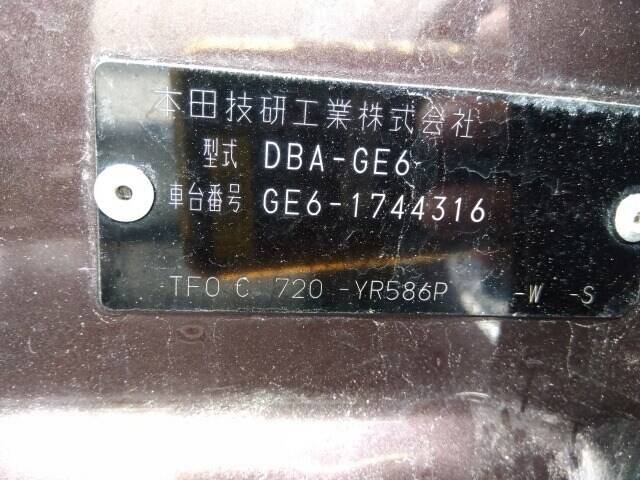 本田技研工業株式会社
型式 DBA-GE6
車台番号 GE6-1744316
TF0 C 720 -YR586P -W -S